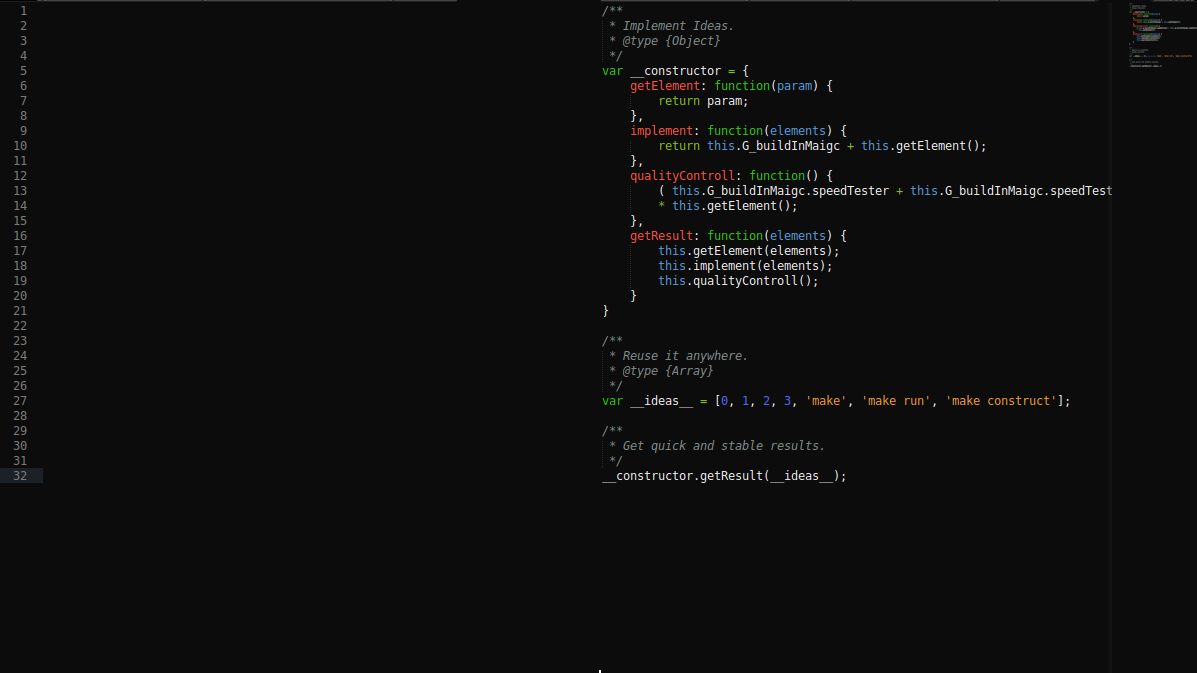 1 /**
2  * Implement Ideas.
3  * @type {Object}
4  */
5 var __constructor = {
6     getElement: function(param) {
7         return param;
8     },
9     implement: function(elements) {
10         return this.G_buildInMaigc + this.getElement();
11     },
12     qualityControll: function() {
13         ( this.G_buildInMaigc.speedTester + this.G_buildInMaigc.speedTest
14         * this.getElement();
15     },
16     getResult: function(elements) {
17         this.getElement(elements);
18         this.implement(elements);
19         this.qualityControll();
20     }
21 }
22
23 /**
24  * Reuse it anywhere.
25  * @type {Array}
26  */
27 var __ideas__ = [0, 1, 2, 3, 'make', 'make run', 'make construct'];
28
29 /**
30  * Get quick and stable results.
31  */
32 __constructor.getResult(__ideas__);